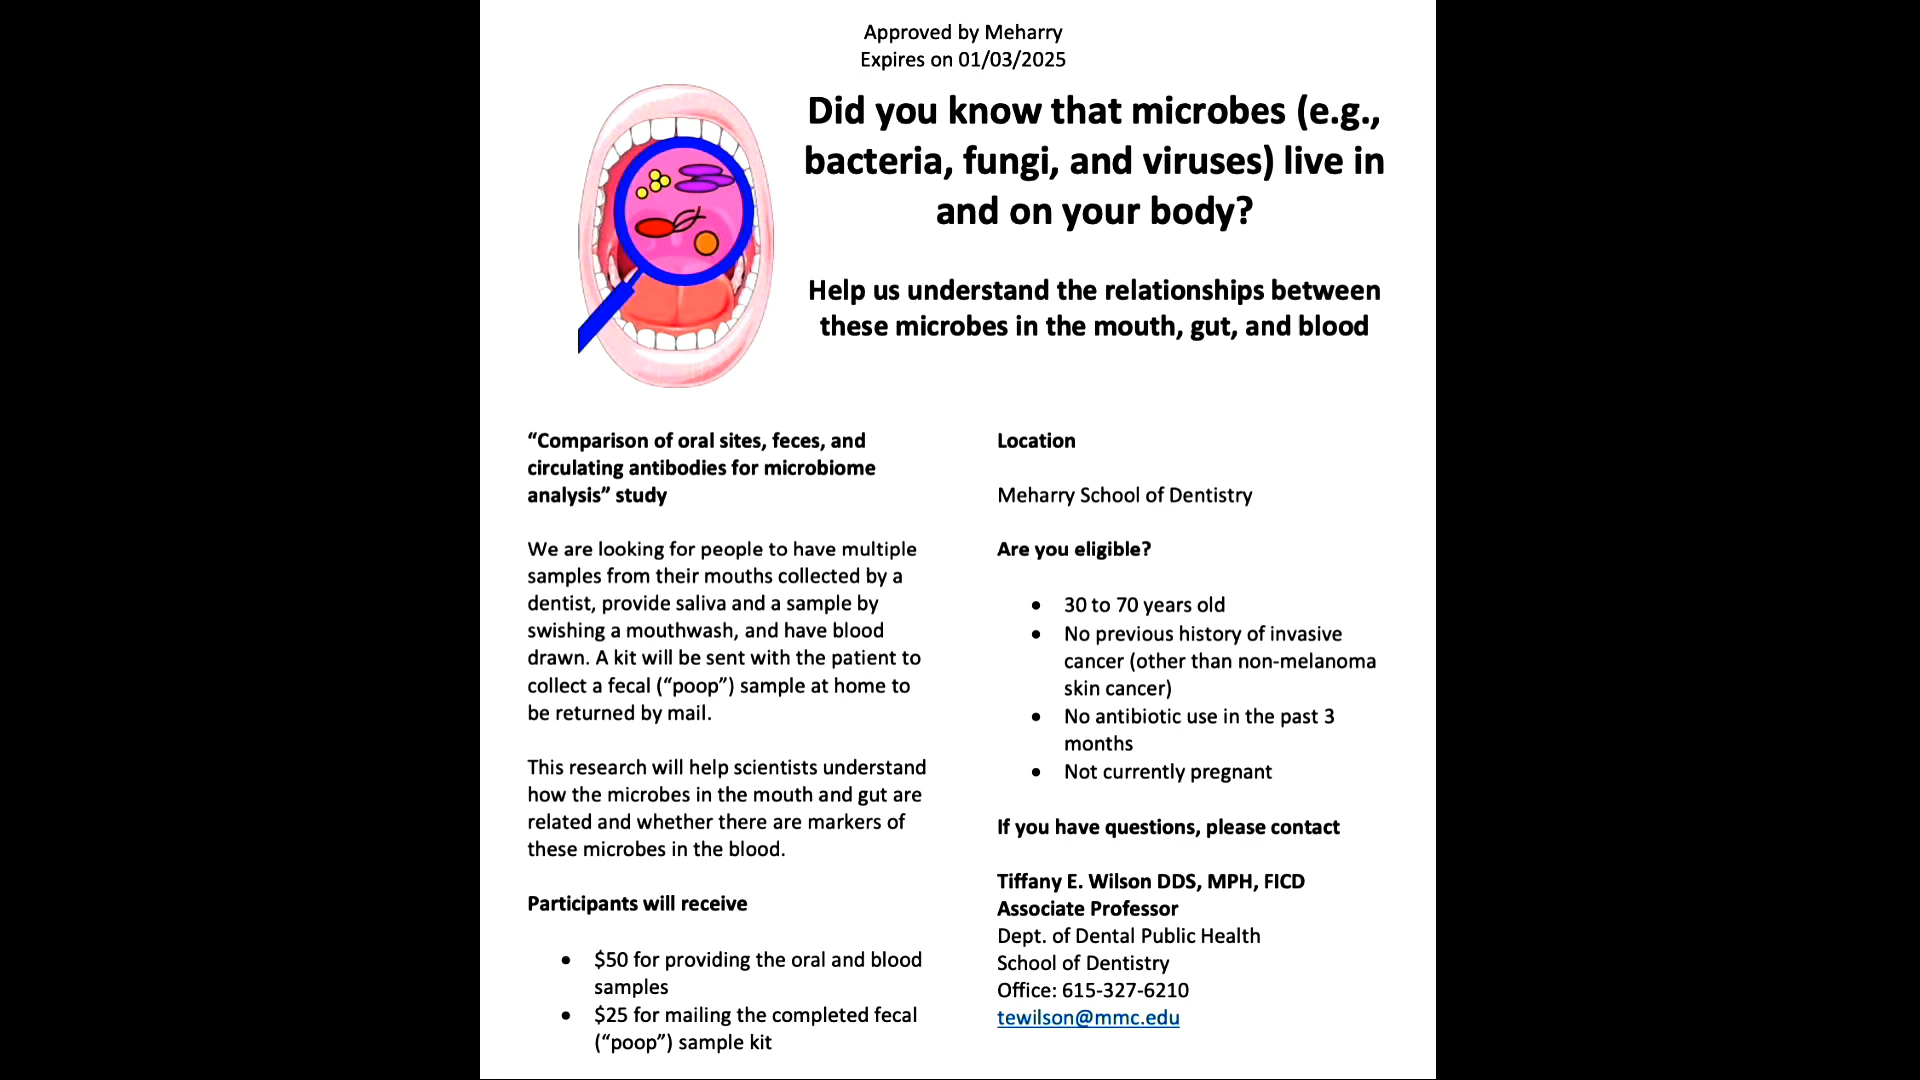 Approved by Meharry
Expires on 01/03/2025
Did you know that microbes (e.g.,
bacteria, fungi, and viruses) live in
and on your body?
Help us understand the relationships between
these microbes in the mouth, gut, and blood
“Comparison of oral sites, feces, and
circulating antibodies for microbiome
analysis” study
We are looking for people to have multiple
samples from their mouths collected by a
dentist, provide saliva and a sample by
swishing a mouthwash, and have blood
drawn. A kit will be sent with the patient to
collect a fecal (“poop”) sample at home to
be returned by mail.
This research will help scientists understand
how the microbes in the mouth and gut are
related and whether there are markers of
these microbes in the blood.
Participants will receive
• $50 for providing the oral and blood
samples
• $25 for mailing the completed fecal
(“poop”) sample kit
Location
Meharry School of Dentistry
Are you eligible?
• 30 to 70 years old
• No previous history of invasive
cancer (other than non-melanoma
skin cancer)
• No antibiotic use in the past 3
months
• Not currently pregnant
If you have questions, please contact
Tiffany E. Wilson DDS, MPH, FICD
Associate Professor
Dept. of Dental Public Health
School of Dentistry
Office: 615-327-6210
tewilson@mmc.edu